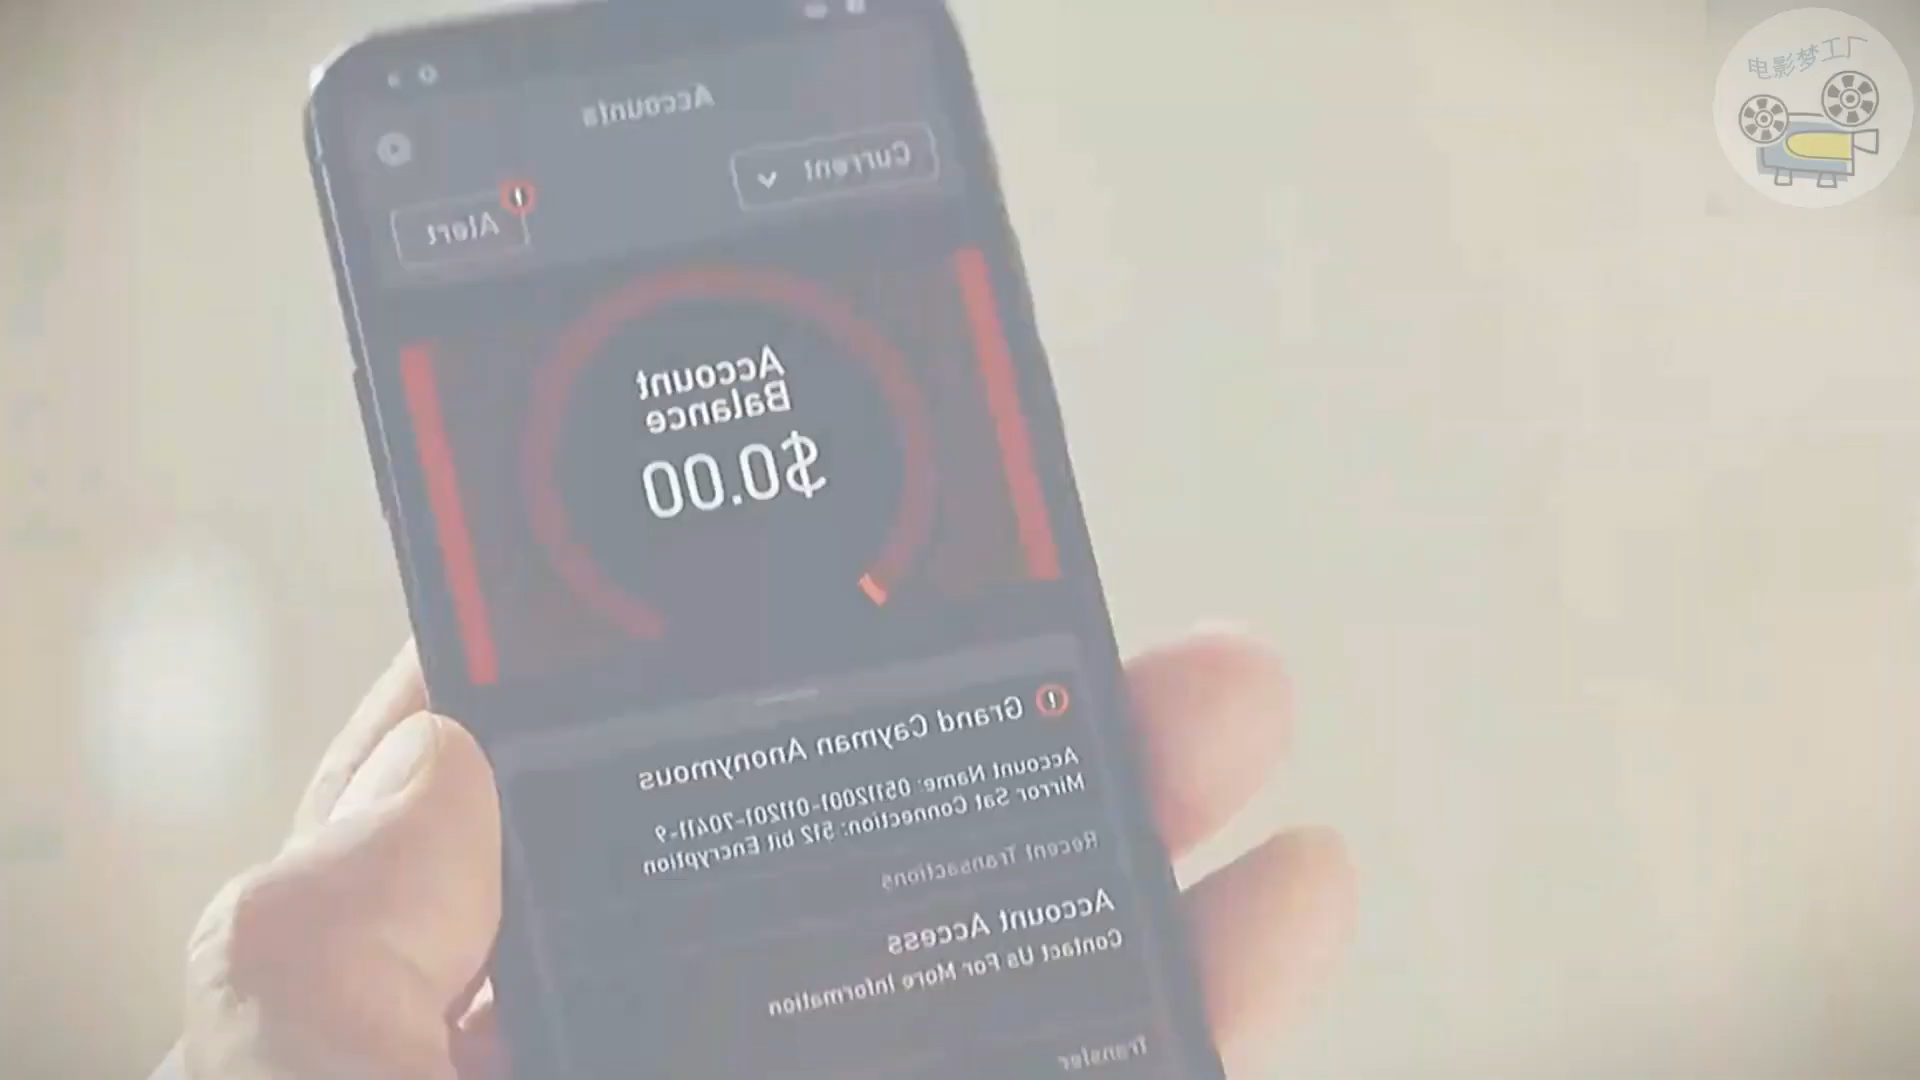 电影梦工厂
Accounts
Current
Alert
Account
Balance
$0.00
Grand Cayman Anonymous
Account Name: 05112001-011201-70411-9
Mirror Sat Connection: 512 bit Encryption
Recent Transactions
Account Access
Contact Us For More Information
Transfer